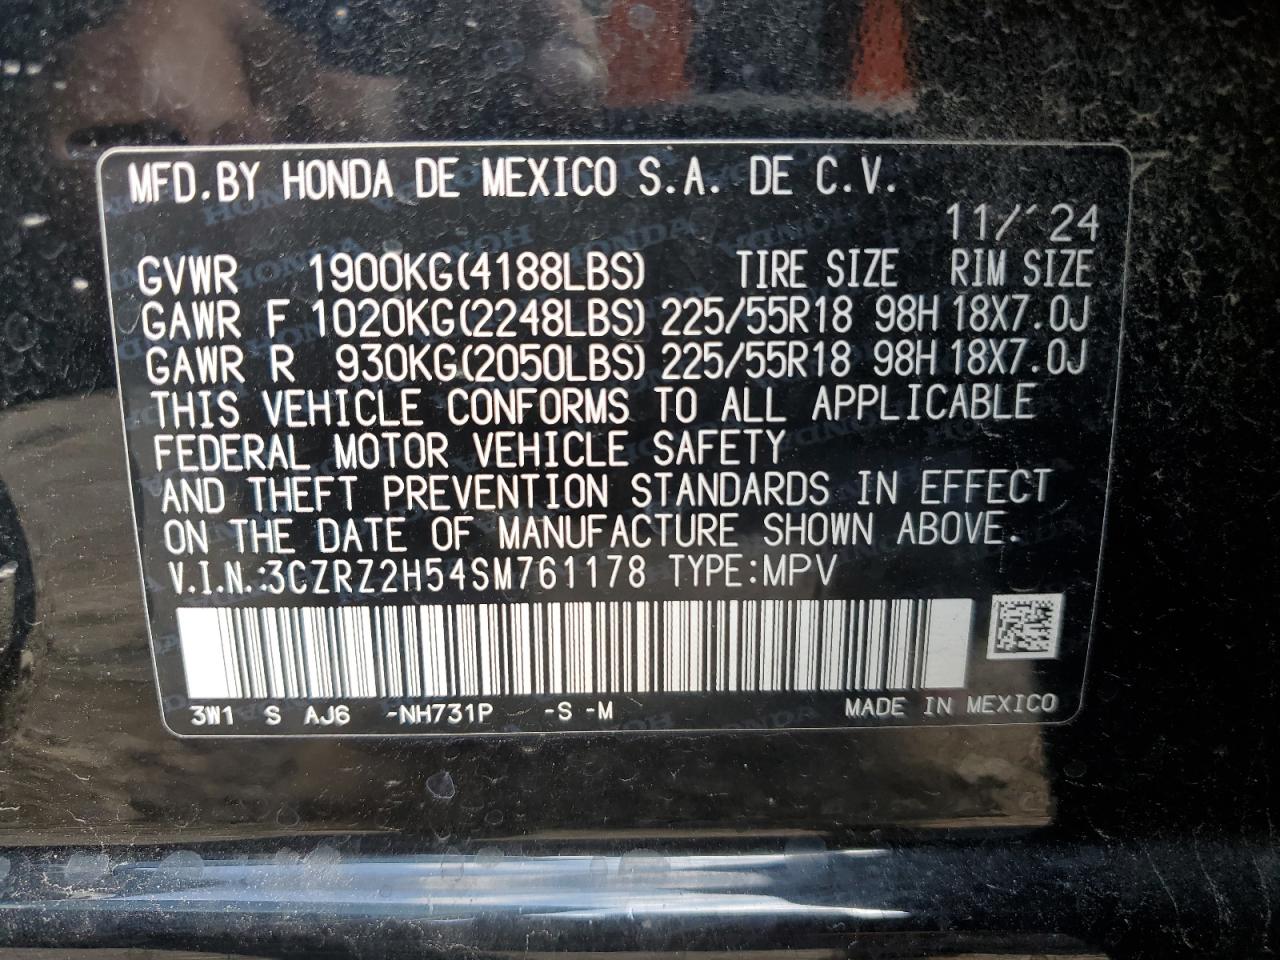 MFD.BY HONDA DE MEXICO S.A. DE C.V.
11/'24
GVWR 1900KG(4188LBS) TIRE SIZE RIM SIZE
GAWR F 1020KG(2248LBS) 225/55R18 98H 18X7.0J
GAWR R 930KG(2050LBS) 225/55R18 98H 18X7.0J
THIS VEHICLE CONFORMS TO ALL APPLICABLE
FEDERAL MOTOR VEHICLE SAFETY
AND THEFT PREVENTION STANDARDS IN EFFECT
ON THE DATE OF MANUFACTURE SHOWN ABOVE.
V.I.N.:3CZRZ2H54SM761178 TYPE:MPV
3W1 S AJ6 -NH731P -S -M MADE IN MEXICO